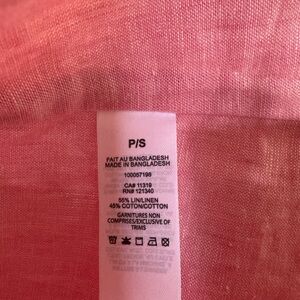 P/S
FAIT AU BANGLADESH
MADE IN BANGLADESH
100057198
CA# 11319
RN# 121340
55% LIN/LINEN
45% COTON/COTTON
GARNITURES NON
COMPRISES/EXCLUSIVE OF
TRIMS